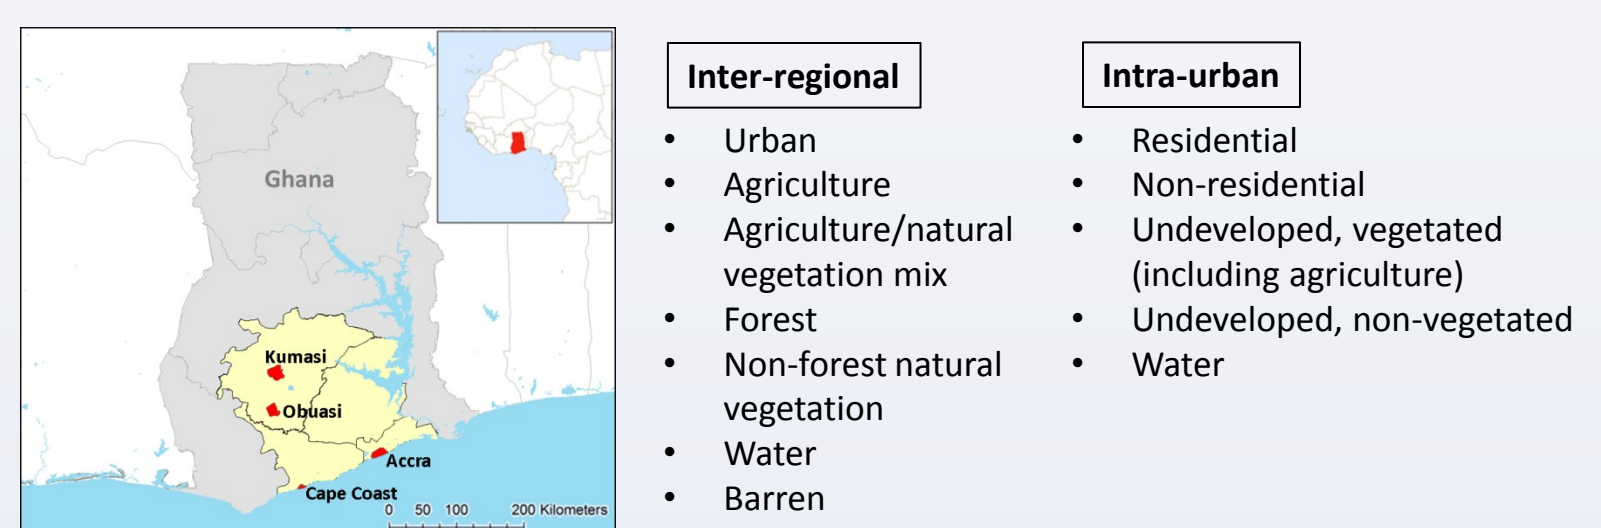 Ghana
Kumasi
Obuasi
Accra
Cape Coast
0 50 100 200 Kilometers
Inter-regional
• Urban
• Agriculture
• Agriculture/natural
vegetation mix
• Forest
• Non-forest natural
vegetation
• Water
• Barren
Intra-urban
• Residential
• Non-residential
• Undeveloped, vegetated
(including agriculture)
• Undeveloped, non-vegetated
• Water